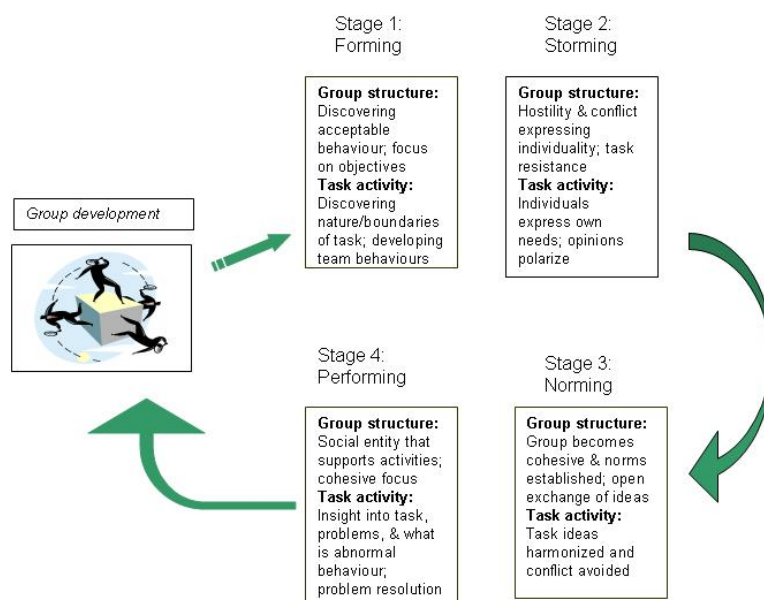 Stage 1:
Forming
Group structure:
Discovering
acceptable
behaviour; focus
on objectives
Task activity:
Discovering
nature/boundaries
of task; developing
team behaviours
Stage 2:
Storming
Group structure:
Hostility & conflict
expressing
individuality; task
resistance
Task activity:
Individuals
express own
needs; opinions
polarize
Group development
Stage 4:
Performing
Group structure:
Social entity that
supports activities;
cohesive focus
Task activity:
Insight into task,
problems, & what
is abnormal
behaviour;
problem resolution
Stage 3:
Norming
Group structure:
Group becomes
cohesive & norms
established; open
exchange of ideas
Task activity:
Task ideas
harmonized and
conflict avoided